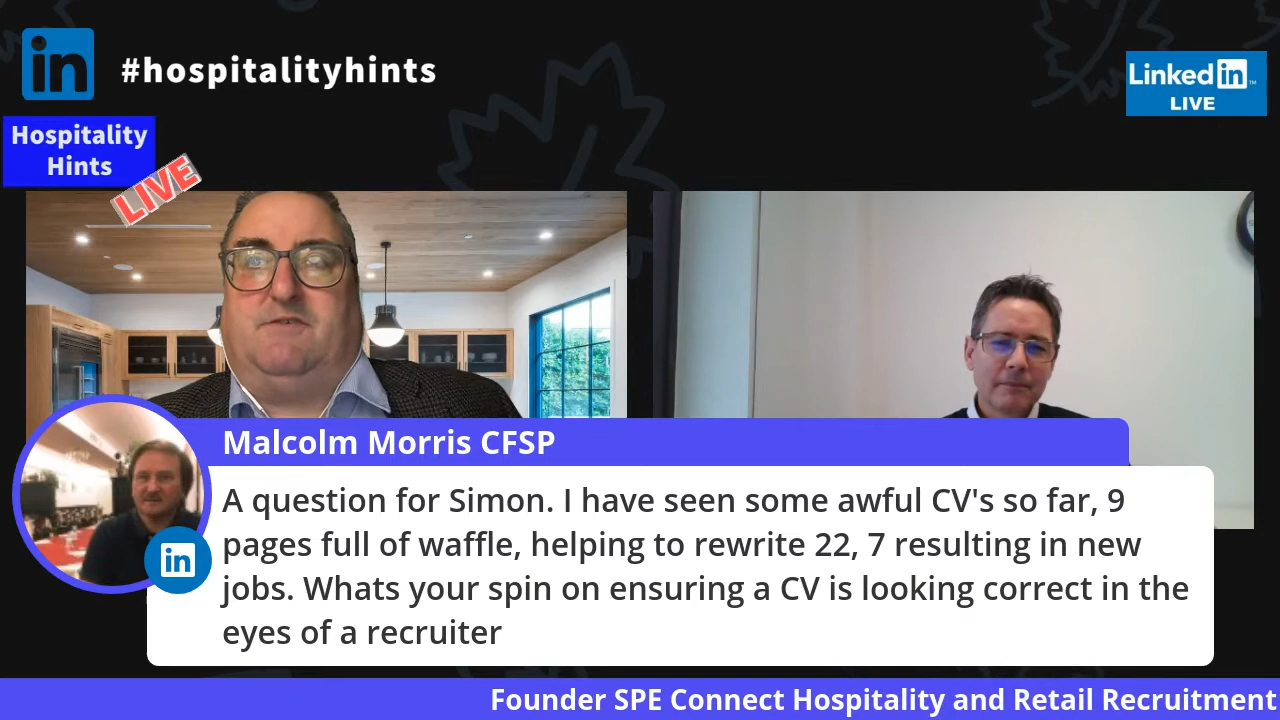 in
#hospitalityhints
Linked in™
LIVE
Hospitality
Hints
LIVE
Malcolm Morris CFSP
A question for Simon. I have seen some awful CV's so far, 9
pages full of waffle, helping to rewrite 22, 7 resulting in new
jobs. Whats your spin on ensuring a CV is looking correct in the
eyes of a recruiter
in
Founder SPE Connect Hospitality and Retail Recruitment